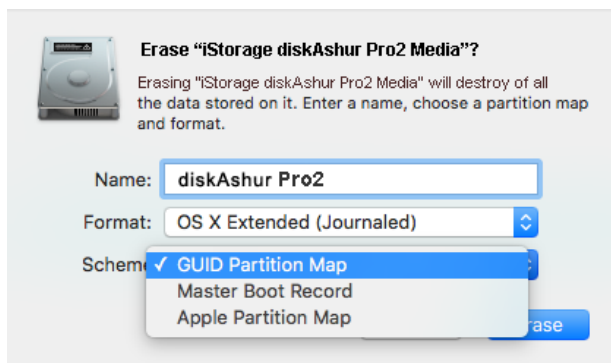 Erase “iStorage diskAshur Pro2 Media”?
Erasing "iStorage diskAshur Pro2 Media" will destroy of all
the data stored on it. Enter a name, choose a partition map
and format.
Name: diskAshur Pro2
Format: OS X Extended (Journaled)
Scheme ✓ GUID Partition Map
Master Boot Record
Apple Partition Map
rase